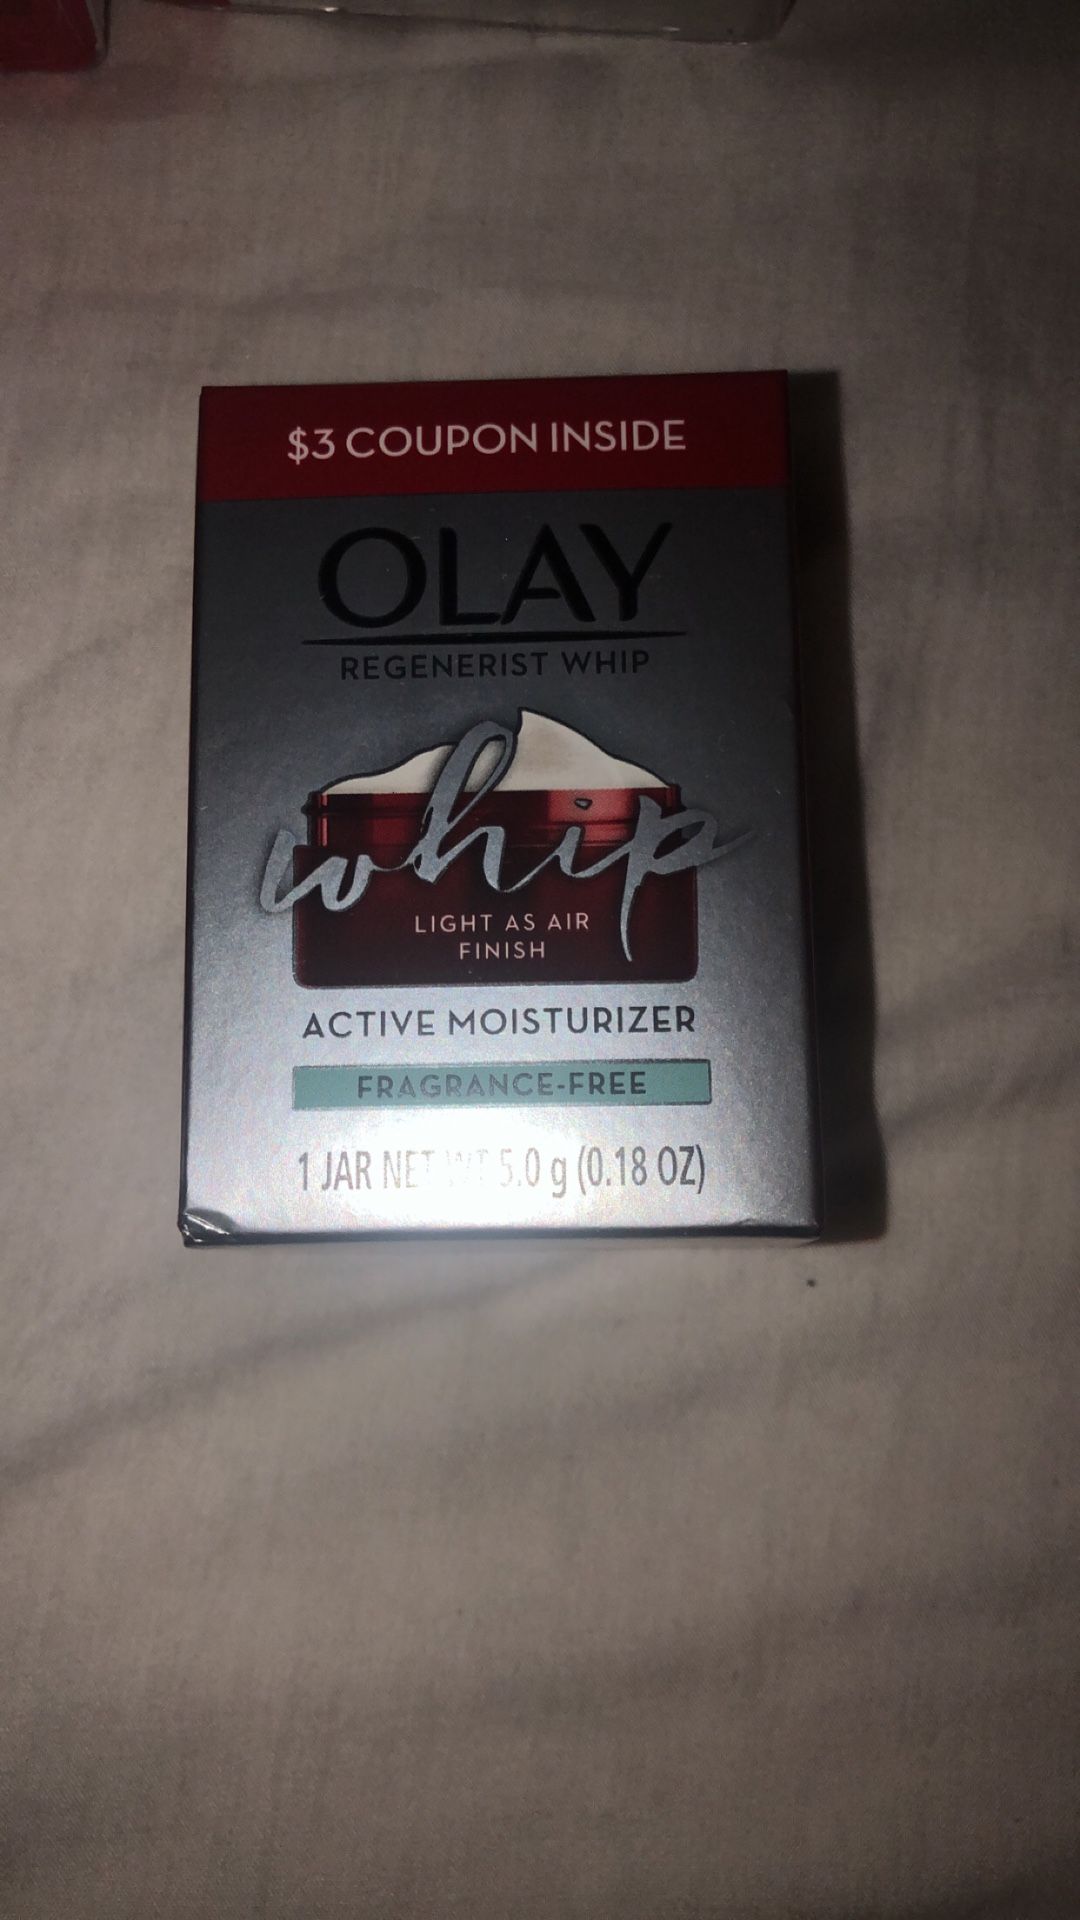 $3 COUPON INSIDE
OLAY
REGENERIST WHIP
whip
LIGHT AS AIR
FINISH
ACTIVE MOISTURIZER
FRAGRANCE-FREE
1 JAR NET WT 5.0 g (0.18 OZ)